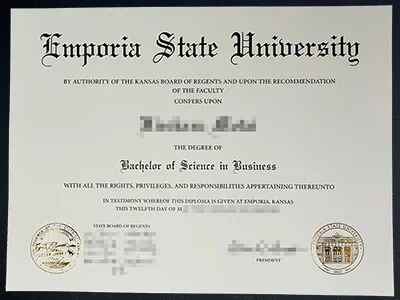 Emporia State University
BY AUTHORITY OF THE KANSAS BOARD OF REGENTS AND UPON THE RECOMMENDATION
OF THE FACULTY
CONFERS UPON
THE DEGREE OF
Bachelor of Science in Business
WITH ALL THE RIGHTS, PRIVILEGES, AND RESPONSIBILITIES APPERTAINING THERETO
IN TESTIMONY WHEREOF THIS DIPLOMA IS GIVEN AT EMPORIA, KANSAS
THIS TWELFTH DAY OF M
STATE BOARD OF REGENTS
PRESIDENT